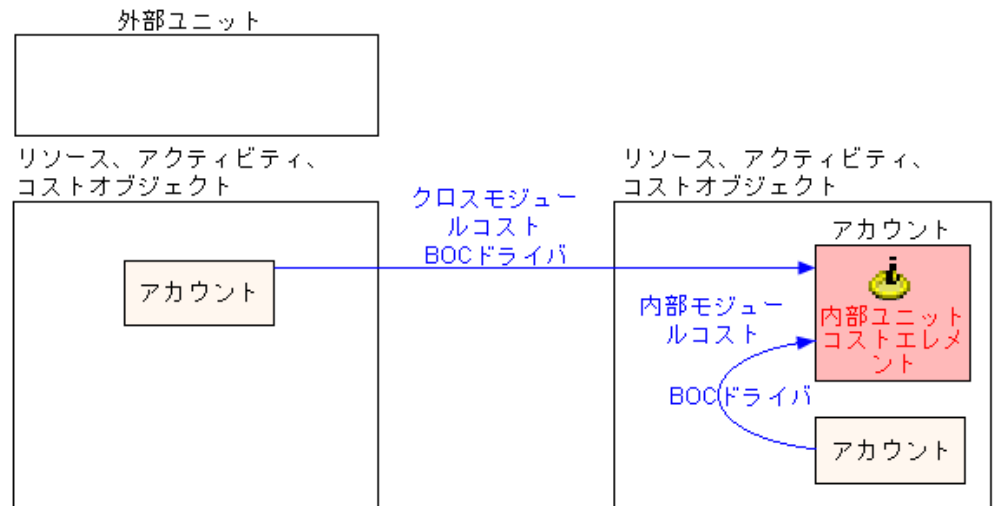 外部ユニット
リソース、アクティビティ、
コストオブジェクト
アカウント
クロスモジュー
ルコスト
BOCドライバ
リソース、アクティビティ、
コストオブジェクト
アカウント
内部ユニット
コストエレメ
ント
内部モジュー
ルコスト
BOCドライバ
アカウント